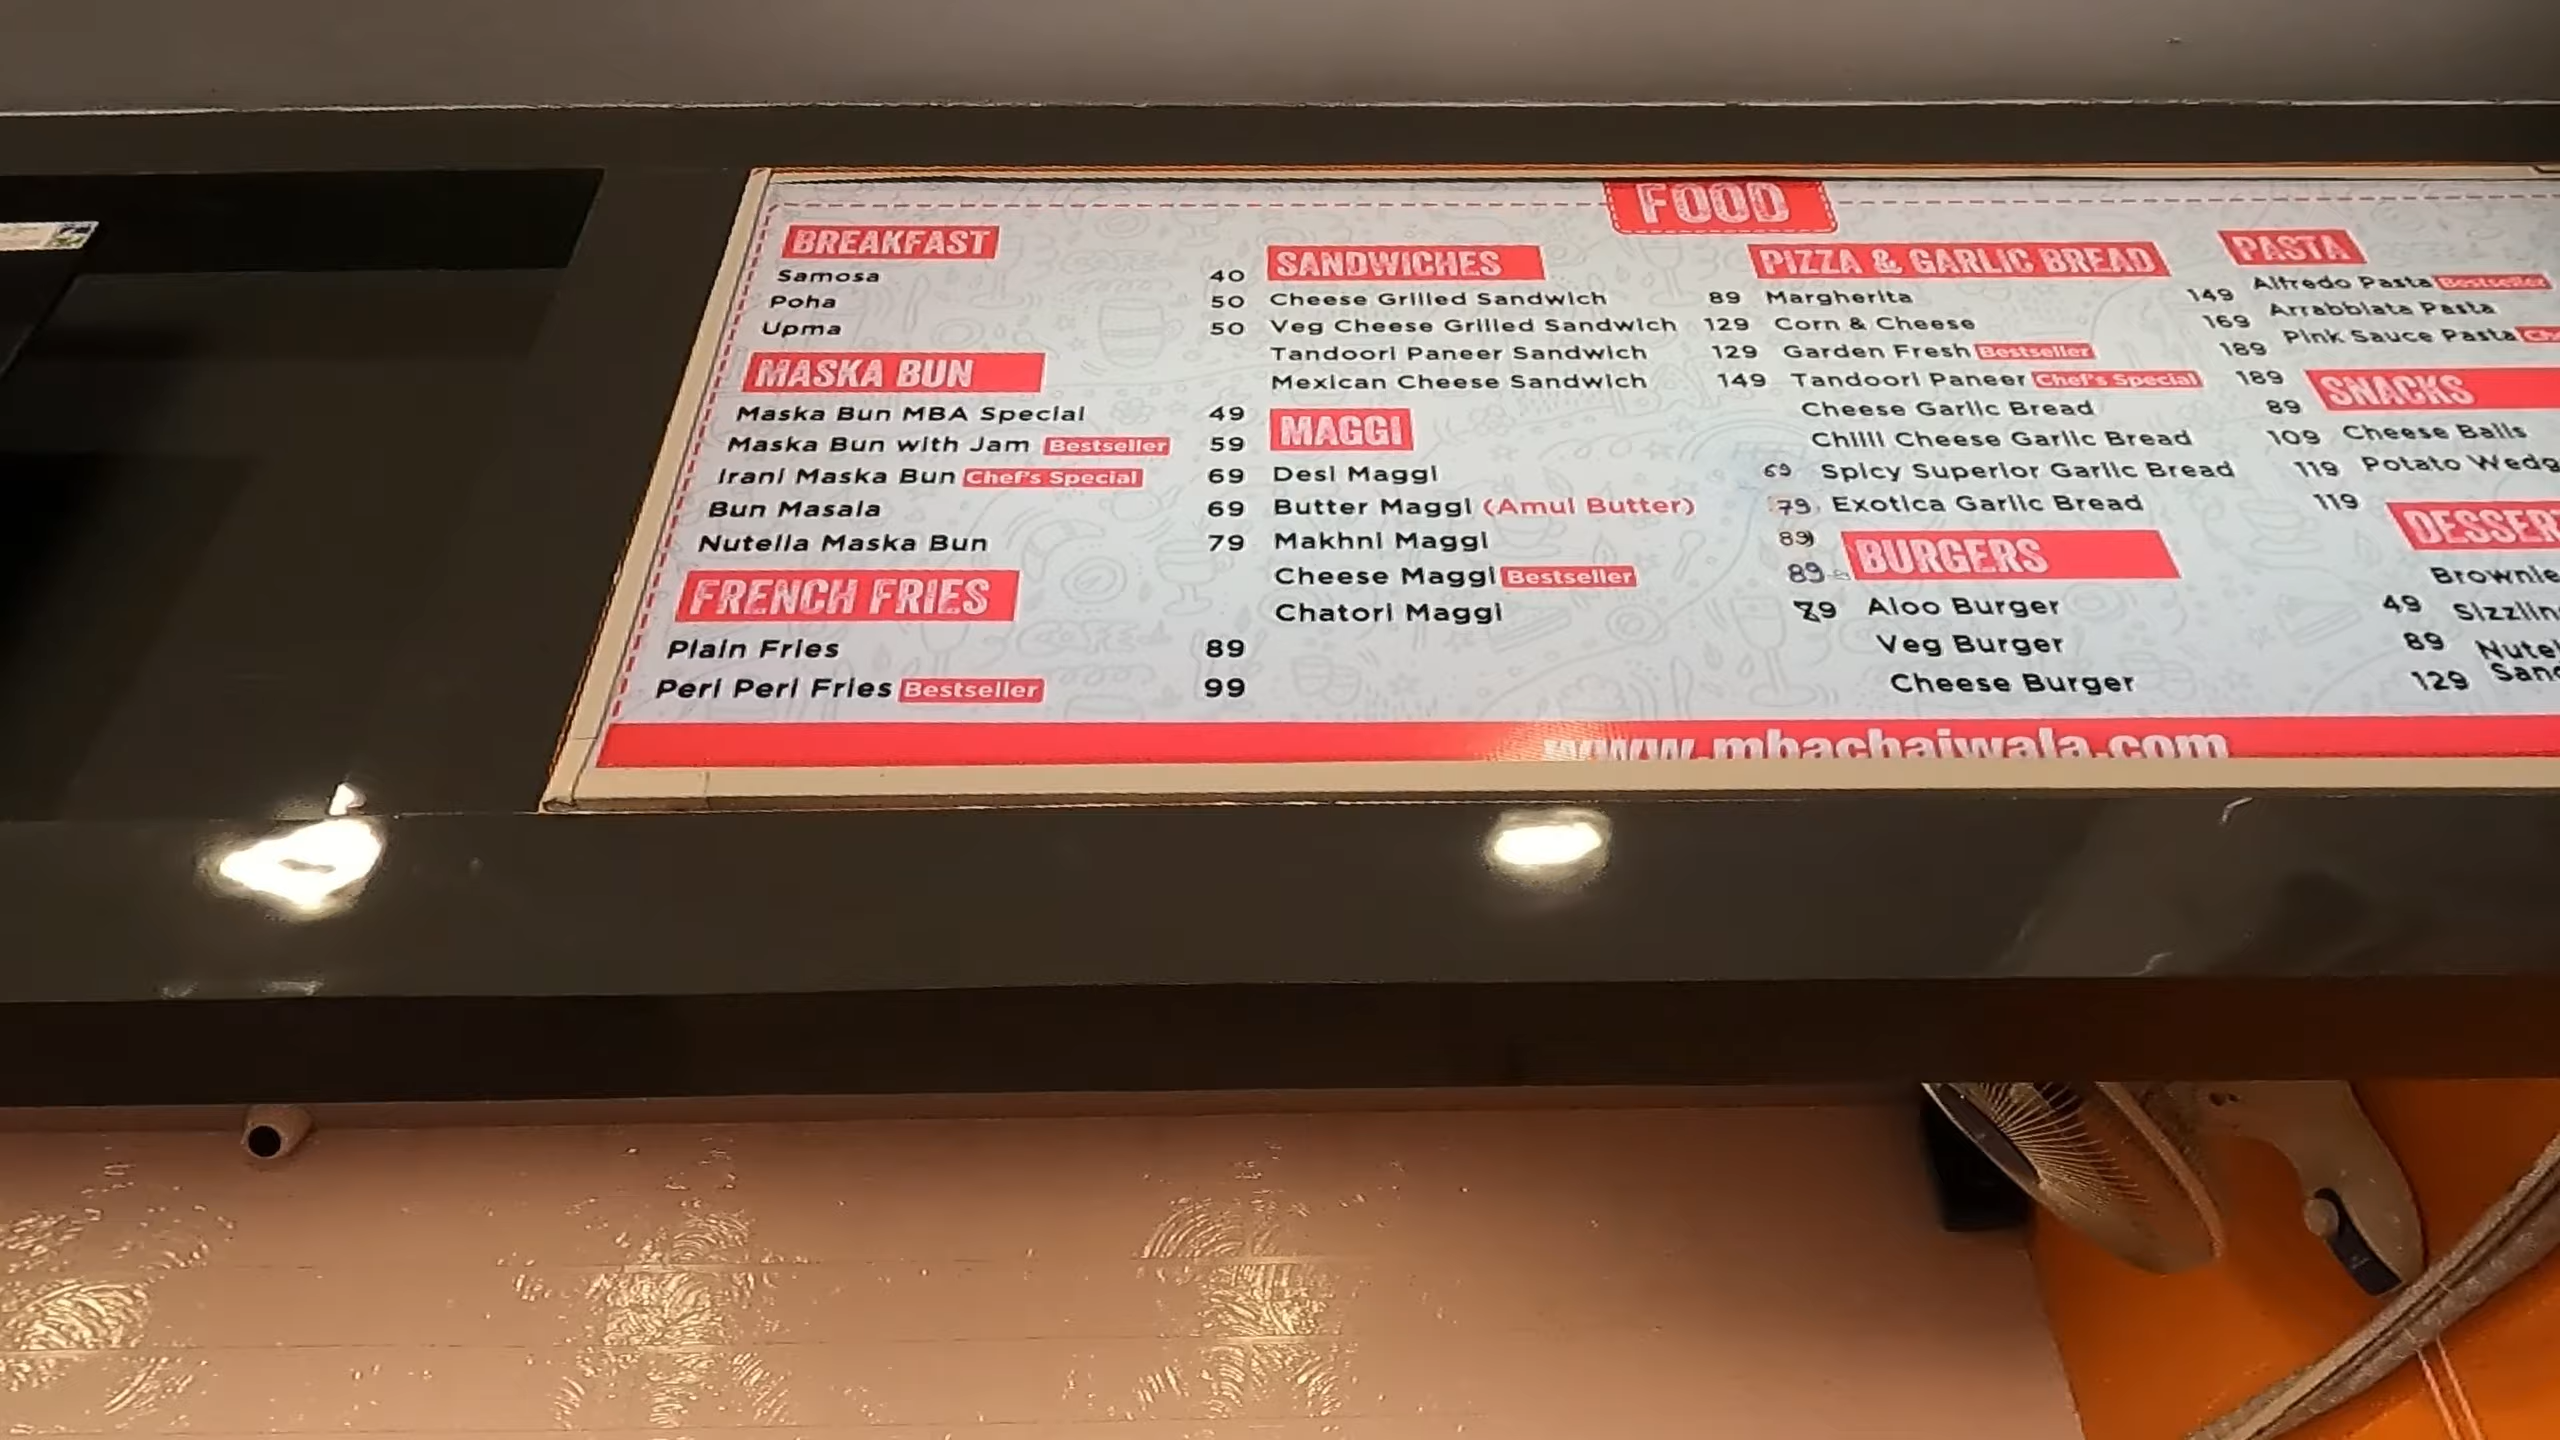 FOOD
BREAKFAST
Samosa 40
Poha 50
Upma 50
MASKA BUN
Maska Bun MBA Special 49
Maska Bun with Jam Bestseller 59
Irani Maska Bun Chef's Special 69
Bun Masala 69
Nutella Maska Bun 79
FRENCH FRIES
Plain Fries 89
Peri Peri Fries Bestseller 99
SANDWICHES
Cheese Grilled Sandwich 89
Veg Cheese Grilled Sandwich 129
Tandoori Paneer Sandwich 129
Mexican Cheese Sandwich 149
MAGGI
Desi Maggi 69
Butter Maggi (Amul Butter) 79
Makhni Maggi 89
Cheese Maggi Bestseller 89
Chatori Maggi
PIZZA & GARLIC BREAD
Margherita 149
Corn & Cheese 169
Garden Fresh Bestseller 189
Tandoori Paneer Chef's Special 189
Cheese Garlic Bread 89
Chilli Cheese Garlic Bread 109
Spicy Superior Garlic Bread 119
Exotica Garlic Bread 119
BURGERS
Aloo Burger 49
Veg Burger 89
Cheese Burger 129
PASTA
Alfredo Pasta Bestseller
Arrabbiata Pasta
Pink Sauce Pasta
SNACKS
Cheese Balls
Potato
Brownie
www.mbachaiwala.com